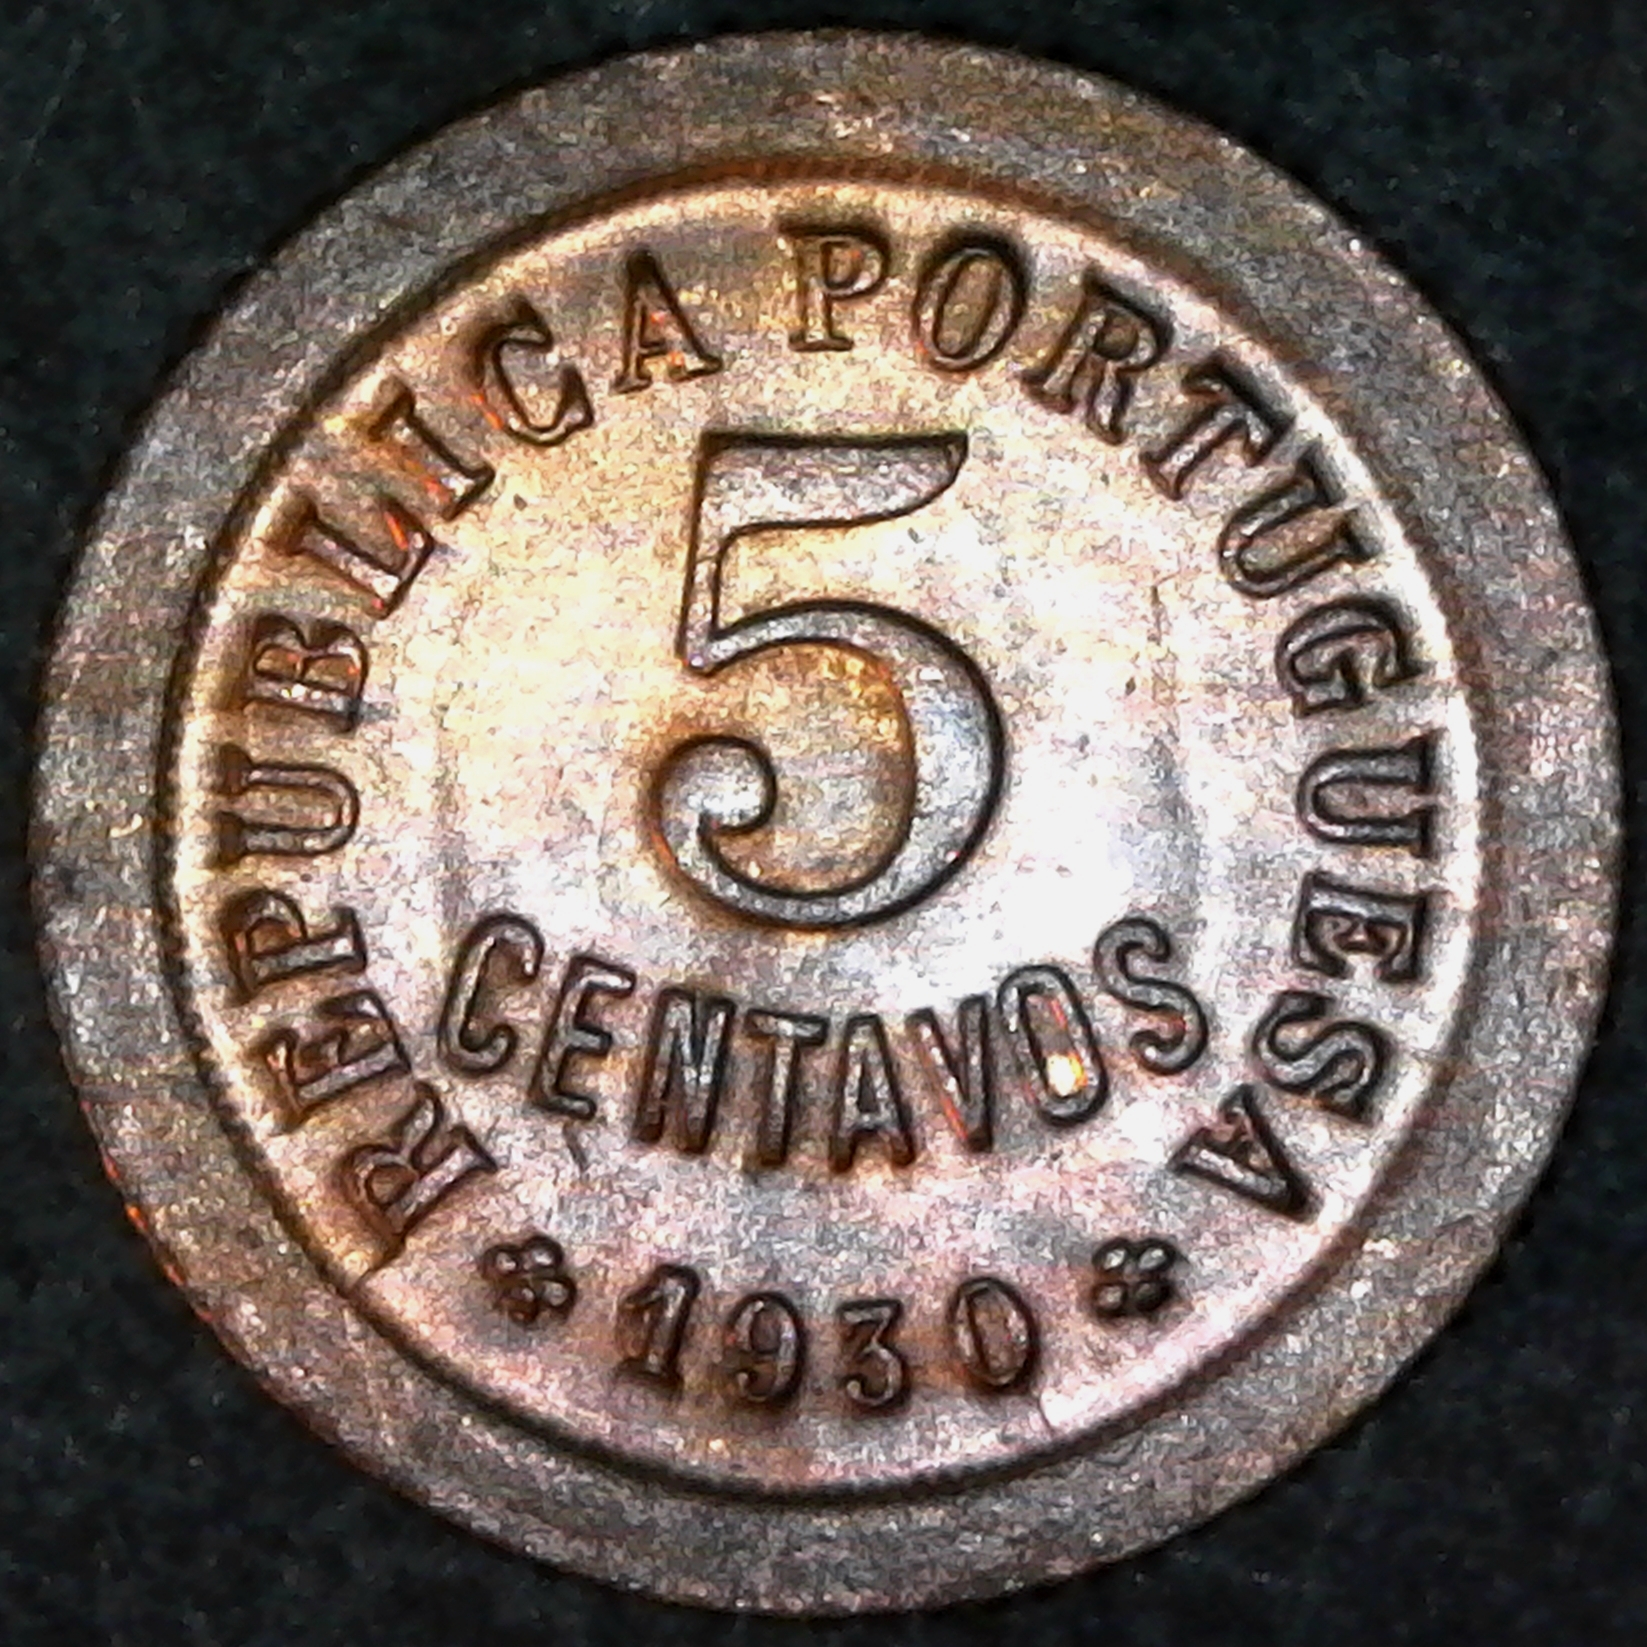 REPUBLICA PORTUGUESA
5
CENTAVOS
1930